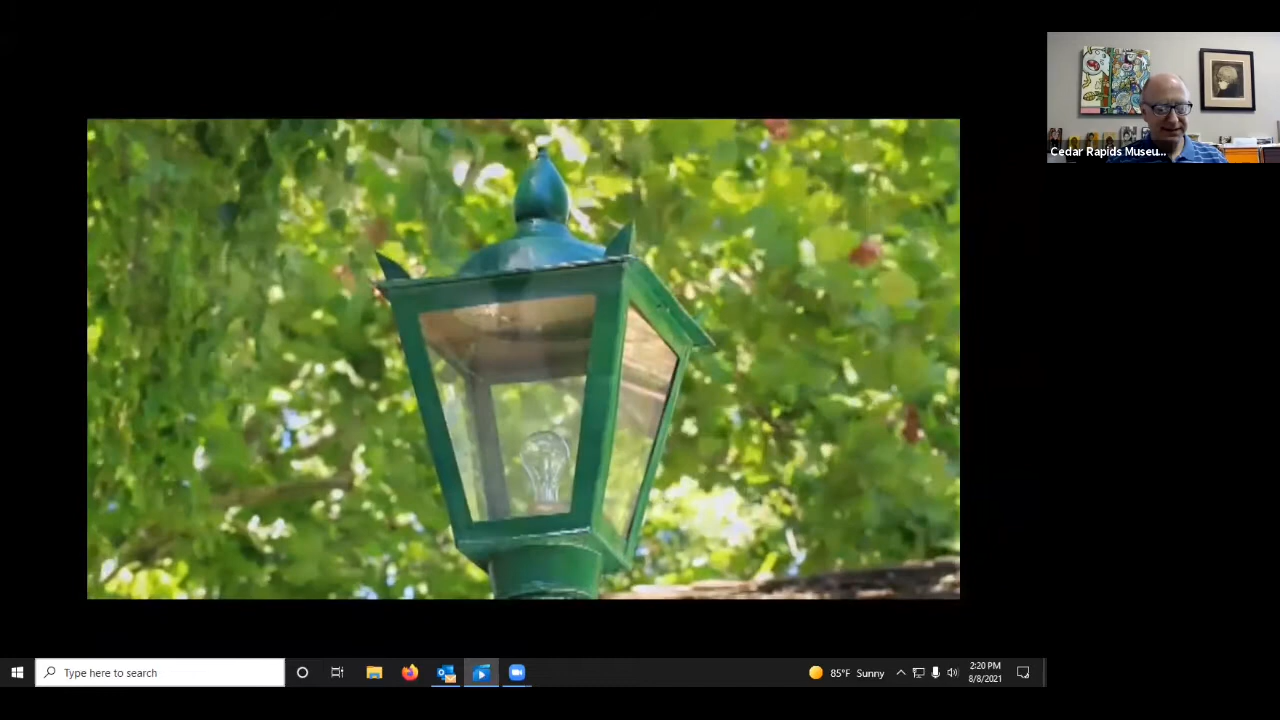 Cedar Rapids Museu...
Type here to search
85°F Sunny
2:20 PM
8/8/2021